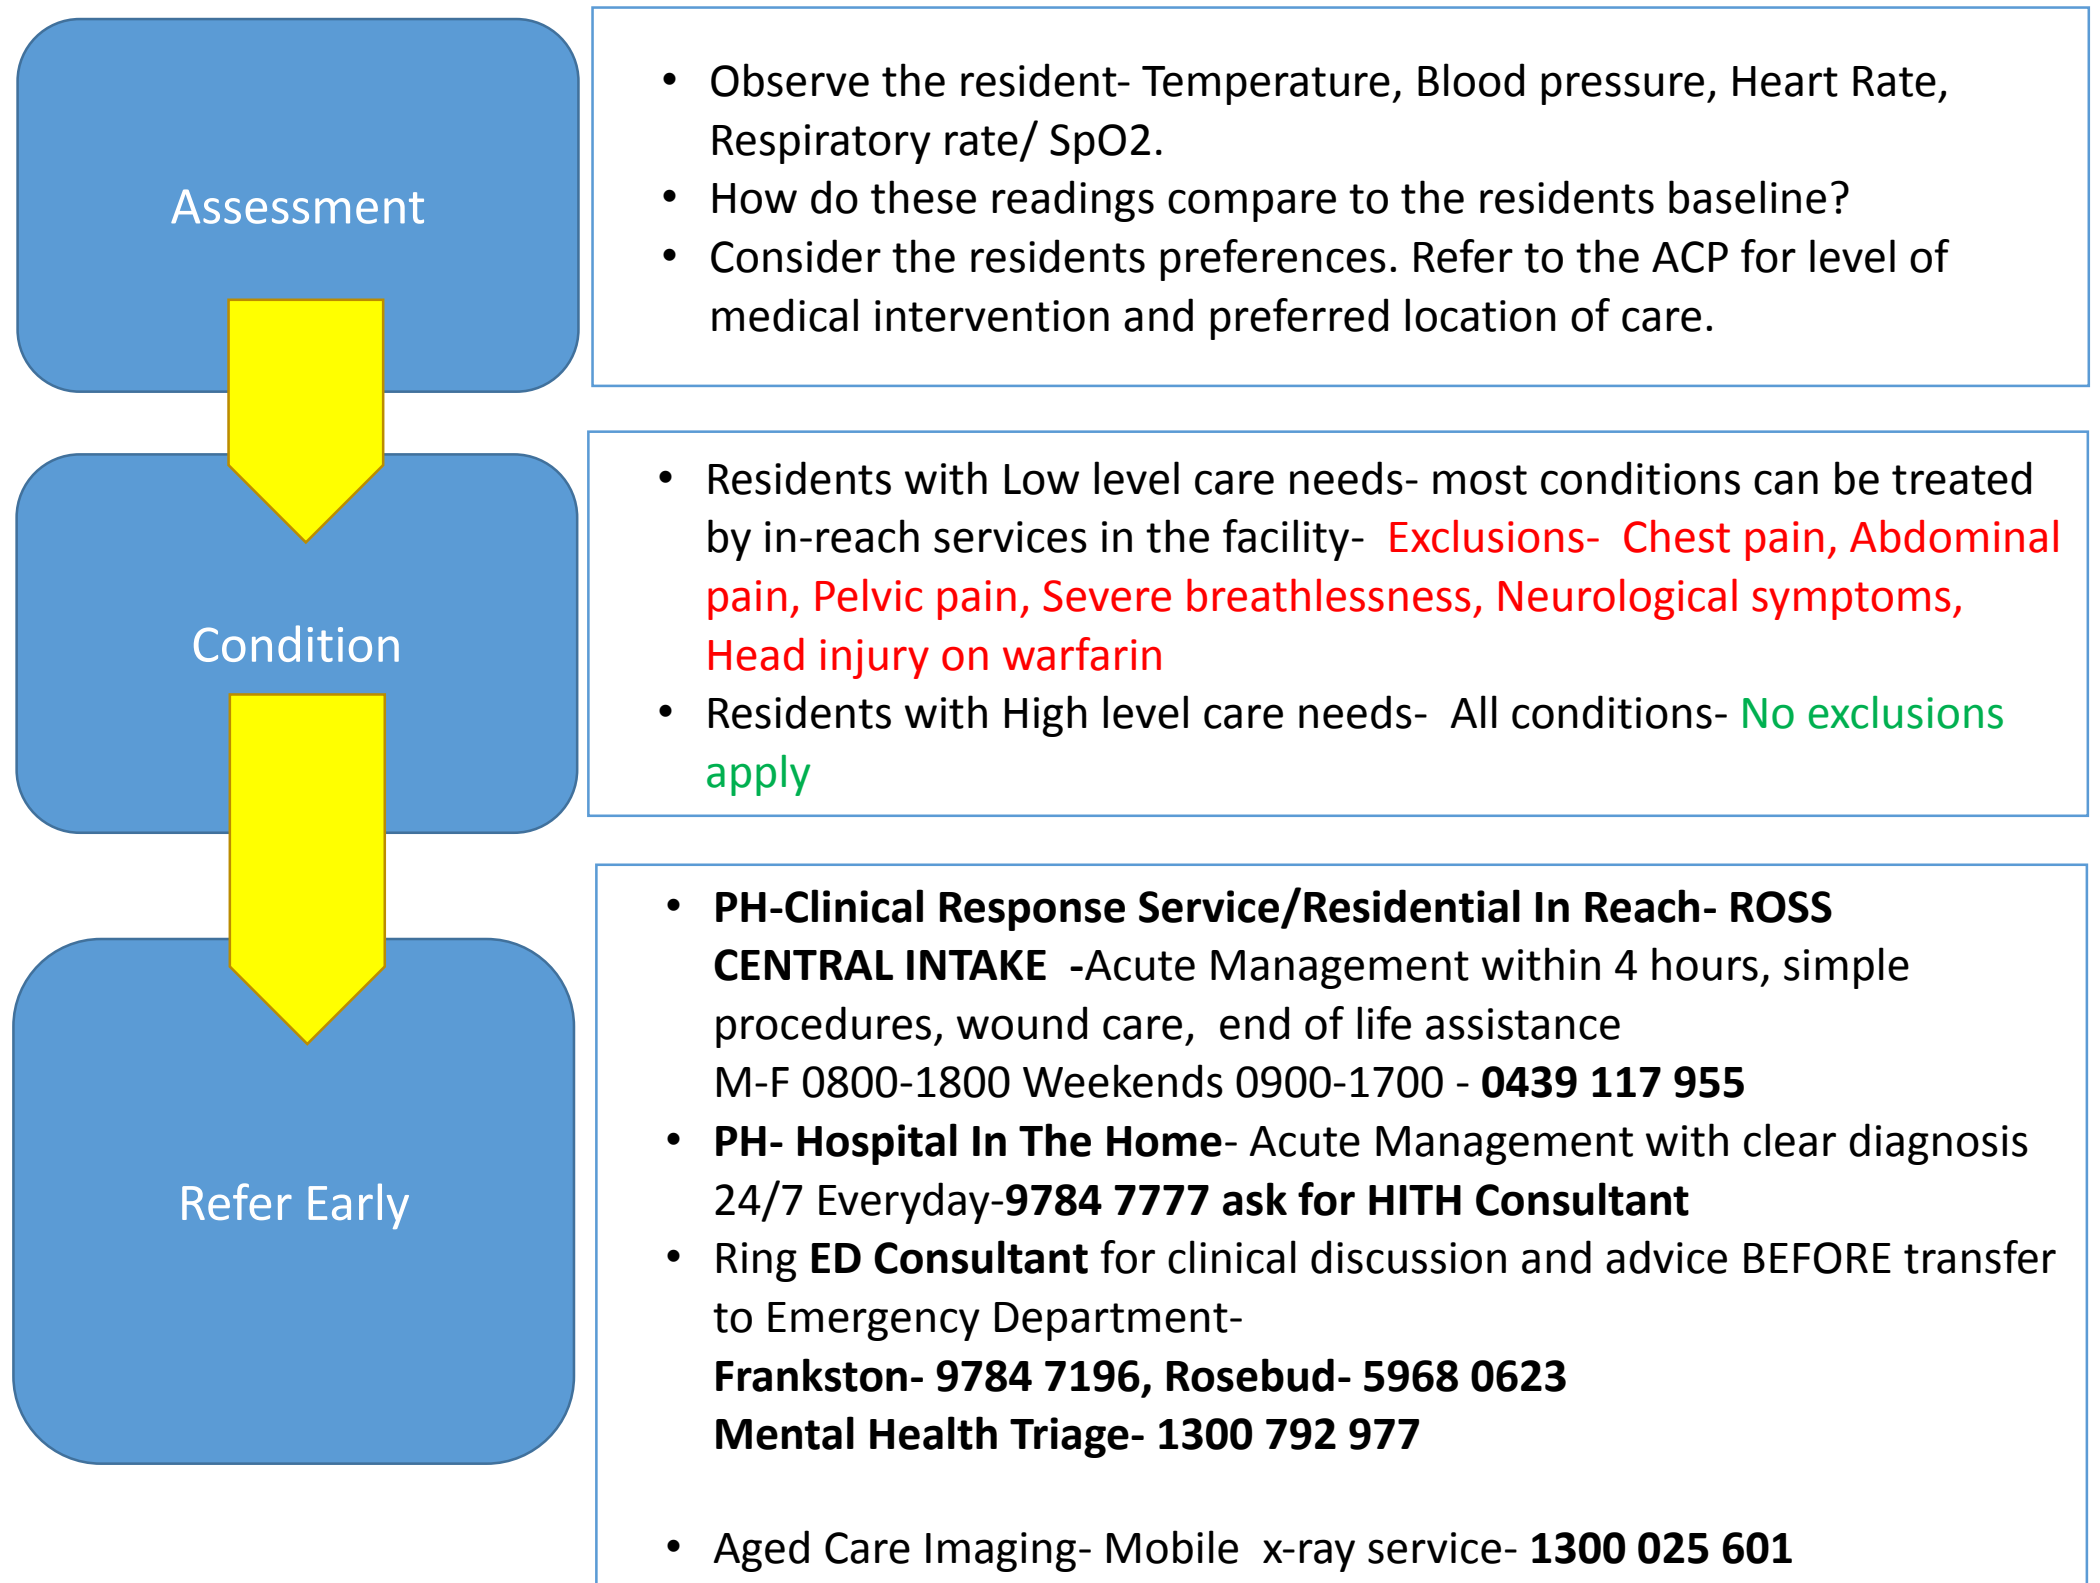 Assessment
• Observe the resident- Temperature, Blood pressure, Heart Rate,
Respiratory rate/ SpO2.
• How do these readings compare to the residents baseline?
• Consider the residents preferences. Refer to the ACP for level of
medical intervention and preferred location of care.
Condition
• Residents with Low level care needs- most conditions can be treated
by in-reach services in the facility- Exclusions- Chest pain, Abdominal
pain, Pelvic pain, Severe breathlessness, Neurological symptoms,
Head injury on warfarin
• Residents with High level care needs- All conditions- No exclusions
apply
Refer Early
• PH-Clinical Response Service/Residential In Reach- ROSS
CENTRAL INTAKE -Acute Management within 4 hours, simple
procedures, wound care, end of life assistance
M-F 0800-1800 Weekends 0900-1700 - 0439 117 955
• PH- Hospital In The Home- Acute Management with clear diagnosis
24/7 Everyday-9784 7777 ask for HITH Consultant
• Ring ED Consultant for clinical discussion and advice BEFORE transfer
to Emergency Department-
Frankston- 9784 7196, Rosebud- 5968 0623
Mental Health Triage- 1300 792 977
• Aged Care Imaging- Mobile x-ray service- 1300 025 601